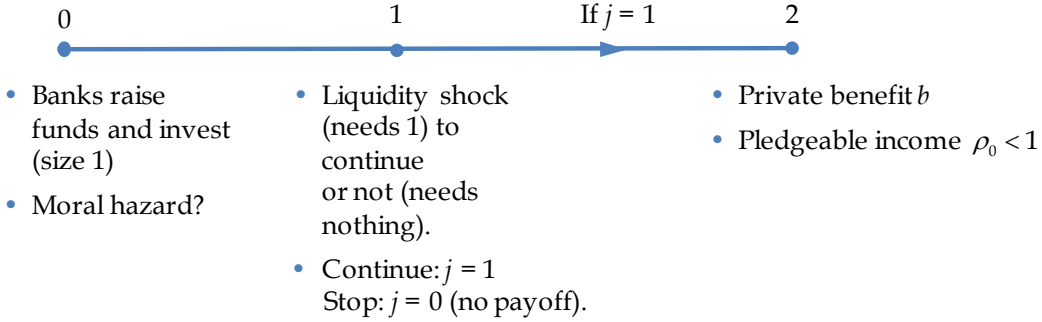 0
1
If j = 1
2
• Banks raise
funds and invest
(size 1)
• Moral hazard?
• Liquidity shock
(needs 1) to
continue
or not (needs
nothing).
• Continue: j = 1
Stop: j = 0 (no payoff).
• Private benefit b
• Pledgeable income ρ₀ < 1